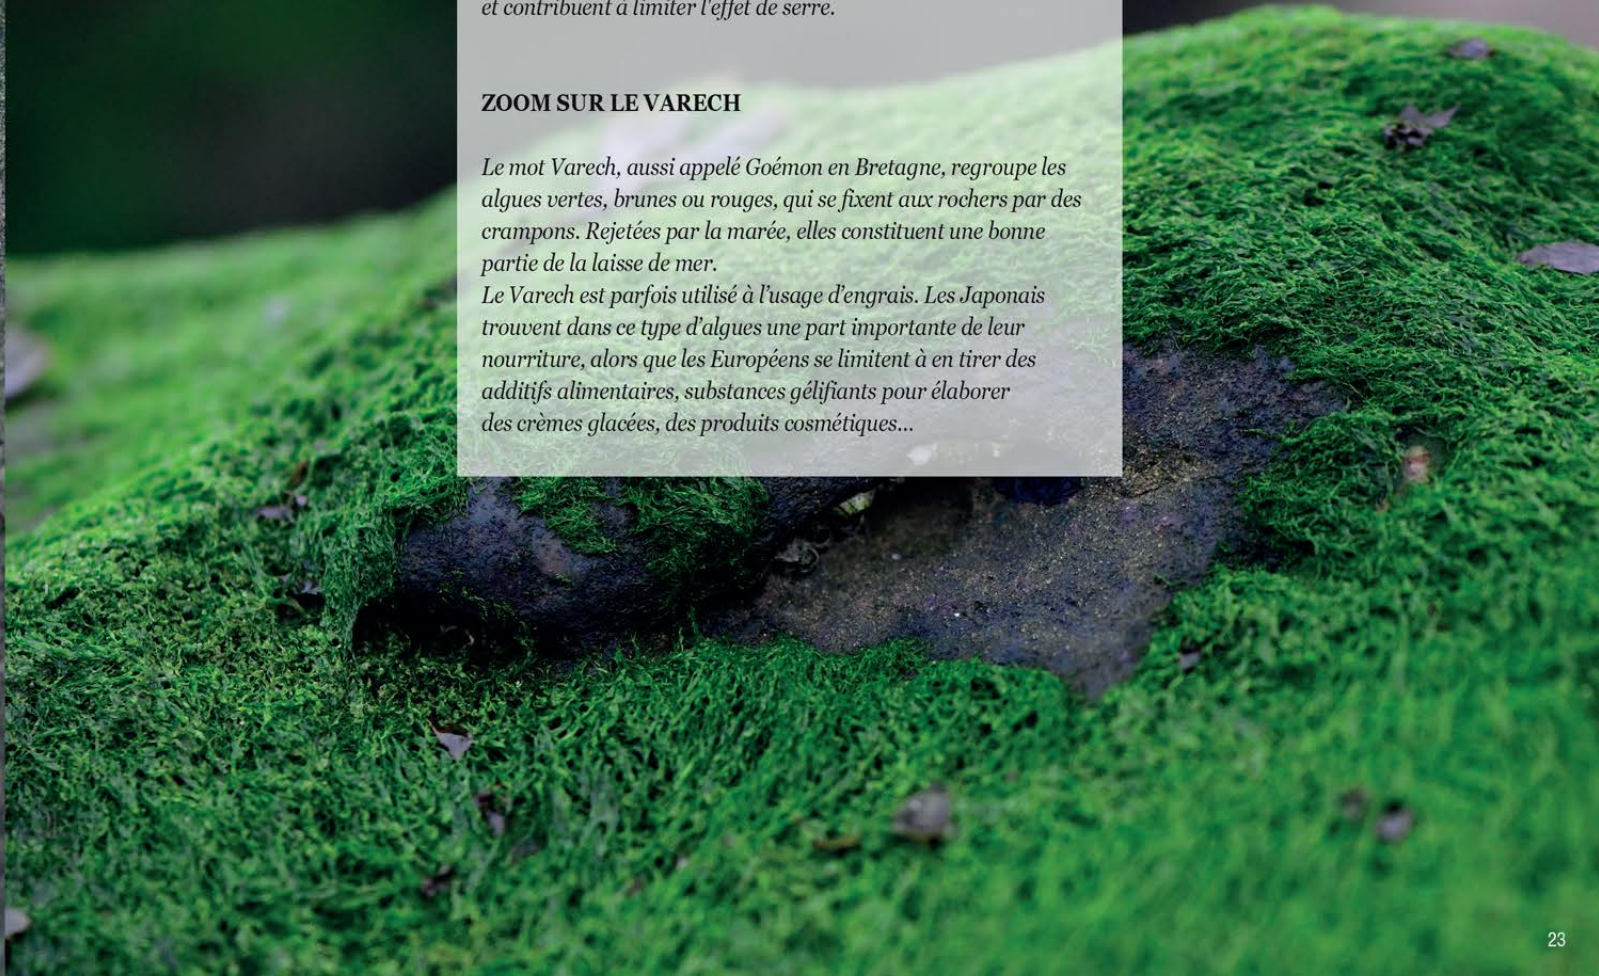 et contribuent à limiter l'effet de serre.
ZOOM SUR LE VARECH
Le mot Varech, aussi appelé Goémon en Bretagne, regroupe les
algues vertes, brunes ou rouges, qui se fixent aux rochers par des
crampons. Rejetées par la marée, elles constituent une bonne
partie de la laisse de mer.
Le Varech est parfois utilisé à l’usage d’engrais. Les Japonais
trouvent dans ce type d’algues une part importante de leur
nourriture, alors que les Européens se limitent à en tirer des
additifs alimentaires, substances gélifiants pour élaborer
des crèmes glacées, des produits cosmétiques...
23